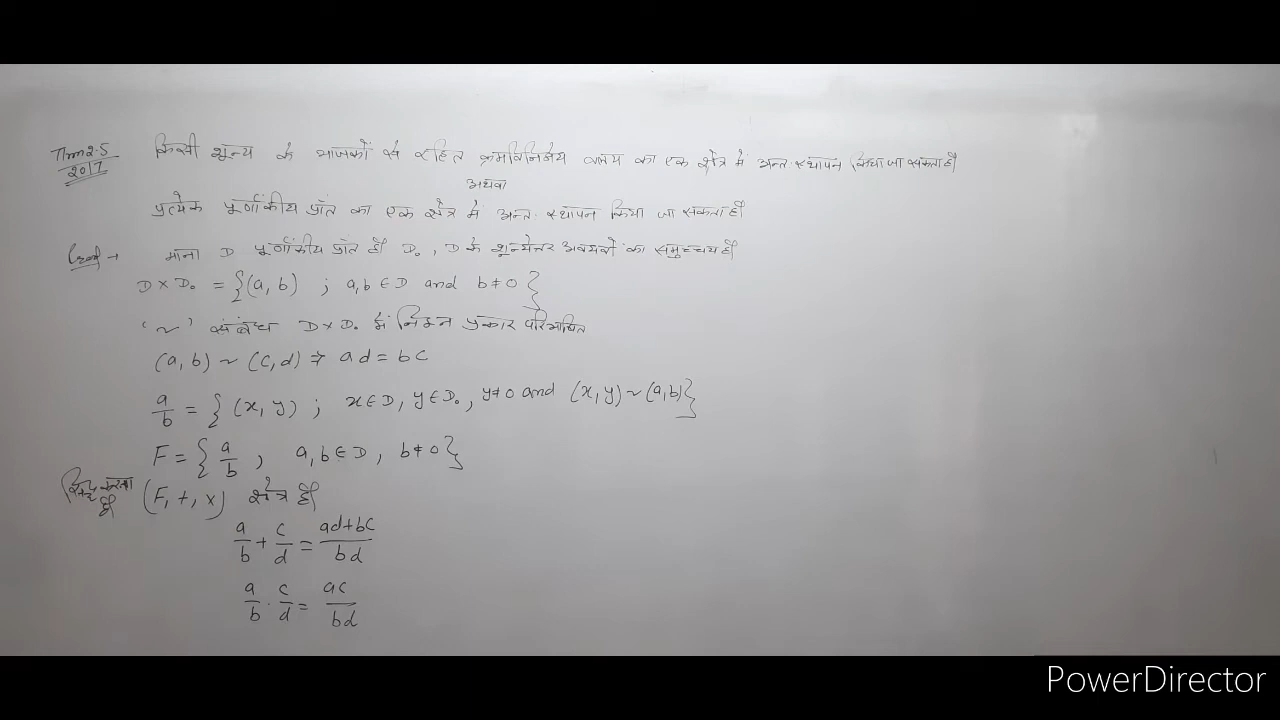 Thm 2.5 किसी शून्य के भाजकों से रहित क्रमविनिमेय वलय का एक क्षेत्र में अन्तः स्थापन किया जा सकता है
2017
अथवा
प्रत्येक पूर्णांकीय प्रांत का एक क्षेत्र में अन्तः स्थापन किया जा सकता है
Proof → माना D पूर्णांकीय प्रांत है D₀, D के शून्येत्तर अवयवों का समुच्चय है
D × D₀ = {(a, b) ; a,b ∈ D and b ≠ 0}
'~' संबंध D×D₀ में निम्न प्रकार परिभाषित
(a, b) ~ (c, d) ⇒ ad = bc
a/b = {(x, y) ; x ∈ D, y ∈ D₀, y≠0 and (x, y) ~ (a,b)}
F = {a/b , a,b ∈ D, b ≠ 0}
सिद्ध करना है (F, +, ×) क्षेत्र है
a/b + c/d = ad+bc/bd
a/b · c/d = ac/bd
PowerDirector